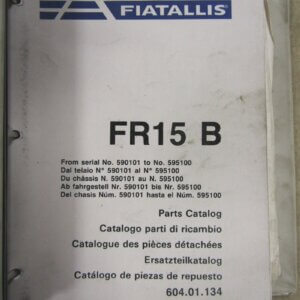 FIATALLIS
FR15 B
From serial No. 590101 to No. 595100
Dal telaio N° 590101 al N° 595100
Du châssis N. 590101 au N. 595100
Ab fahrgestell Nr. 590101 bis Nr. 595100
Del chasis Núm. 590101 hasta el Núm. 595100
Parts Catalog
Catalogo parti di ricambio
Catalogue des pièces détachées
Ersatzteilkatalog
Catálogo de piezas de repuesto
604.01.134